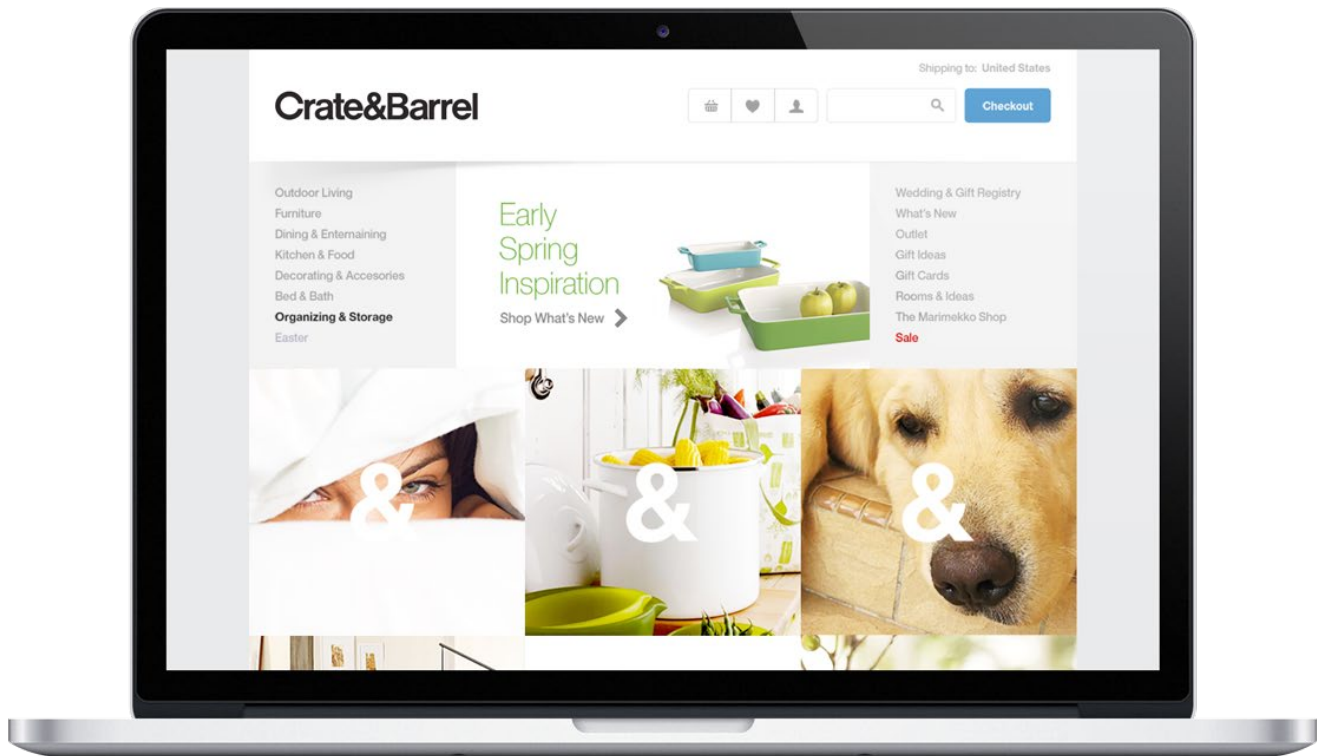 Shipping to: United States
Crate&Barrel
Checkout
Outdoor Living
Furniture
Dining & Enternaining
Kitchen & Food
Decorating & Accesories
Bed & Bath
Organizing & Storage
Easter
Early
Spring
Inspiration
Shop What's New
Wedding & Gift Registry
What's New
Outlet
Gift Ideas
Gift Cards
Rooms & Ideas
The Marimekko Shop
Sale
& & &